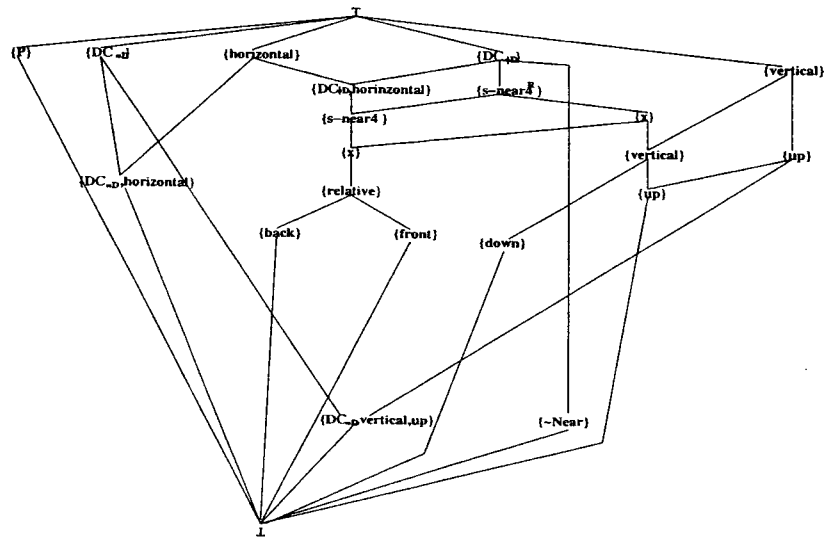 ⊤
{P} {DC=D} {horizontal} {DC+D} {vertical}
{DC+D,horinzontal} {s-near4 }
{s-near4 } {x}
{x} {vertical} {up}
{DC=D,horizontal} {relative} {up}
{back} {front} {down}
{DC=D,vertical,up} {~Near}
⊥